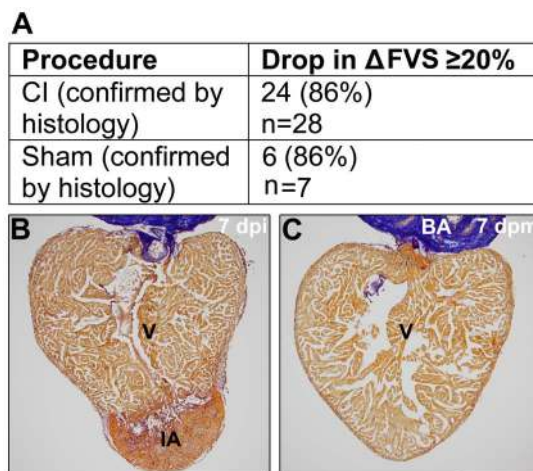 A
Procedure Drop in ΔFVS ≥20%
CI (confirmed by histology) 24 (86%) n=28
Sham (confirmed by histology) 6 (86%) n=7
B 7 dpi
V
IA
C BA 7 dpm
V